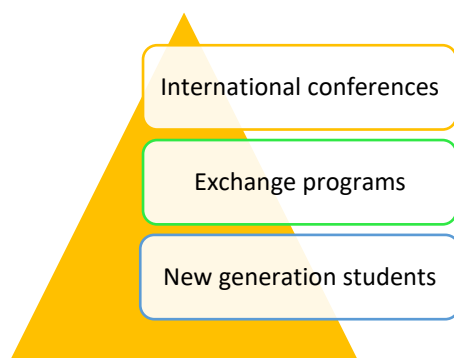 International conferences
Exchange programs
New generation students